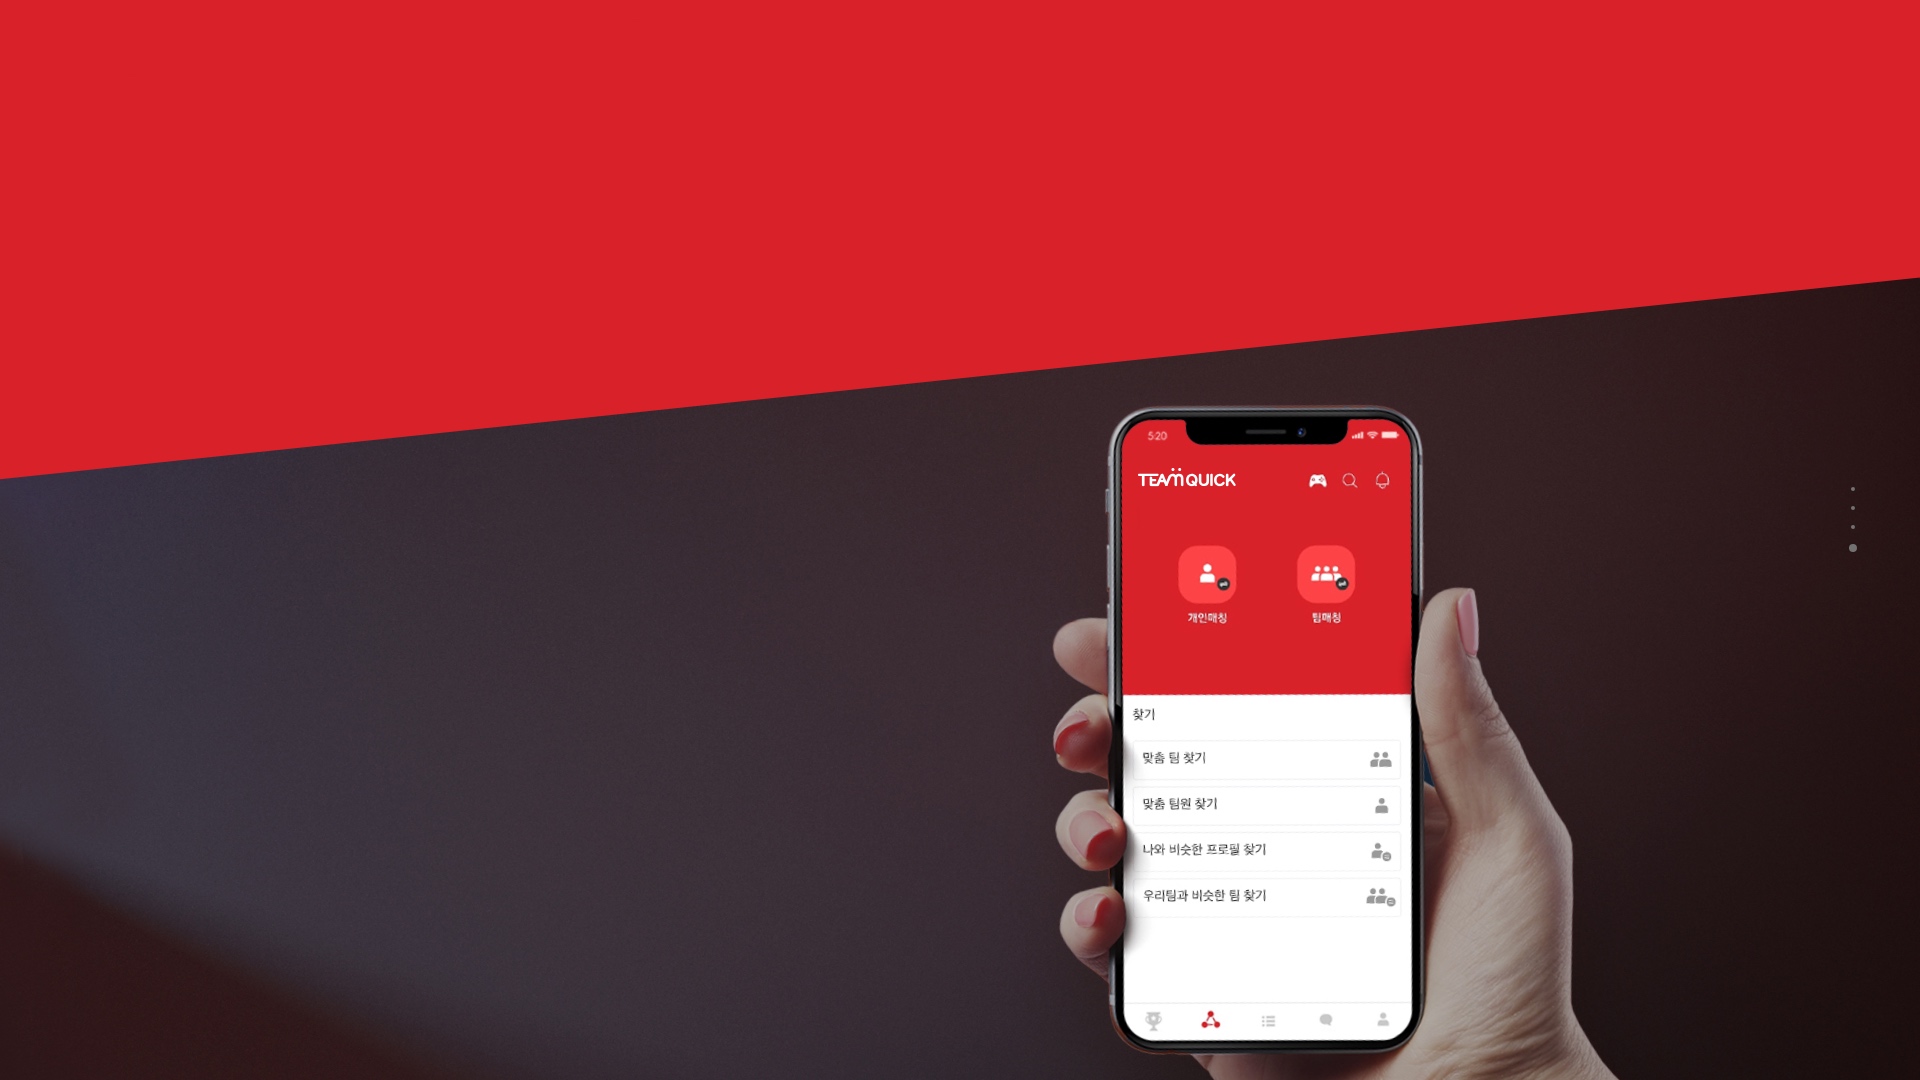 5:20
TEAM QUICK
개인매칭
팀매칭
찾기
맞춤 팀 찾기
맞춤 팀원 찾기
나와 비슷한 프로필 찾기
우리팀과 비슷한 팀 찾기